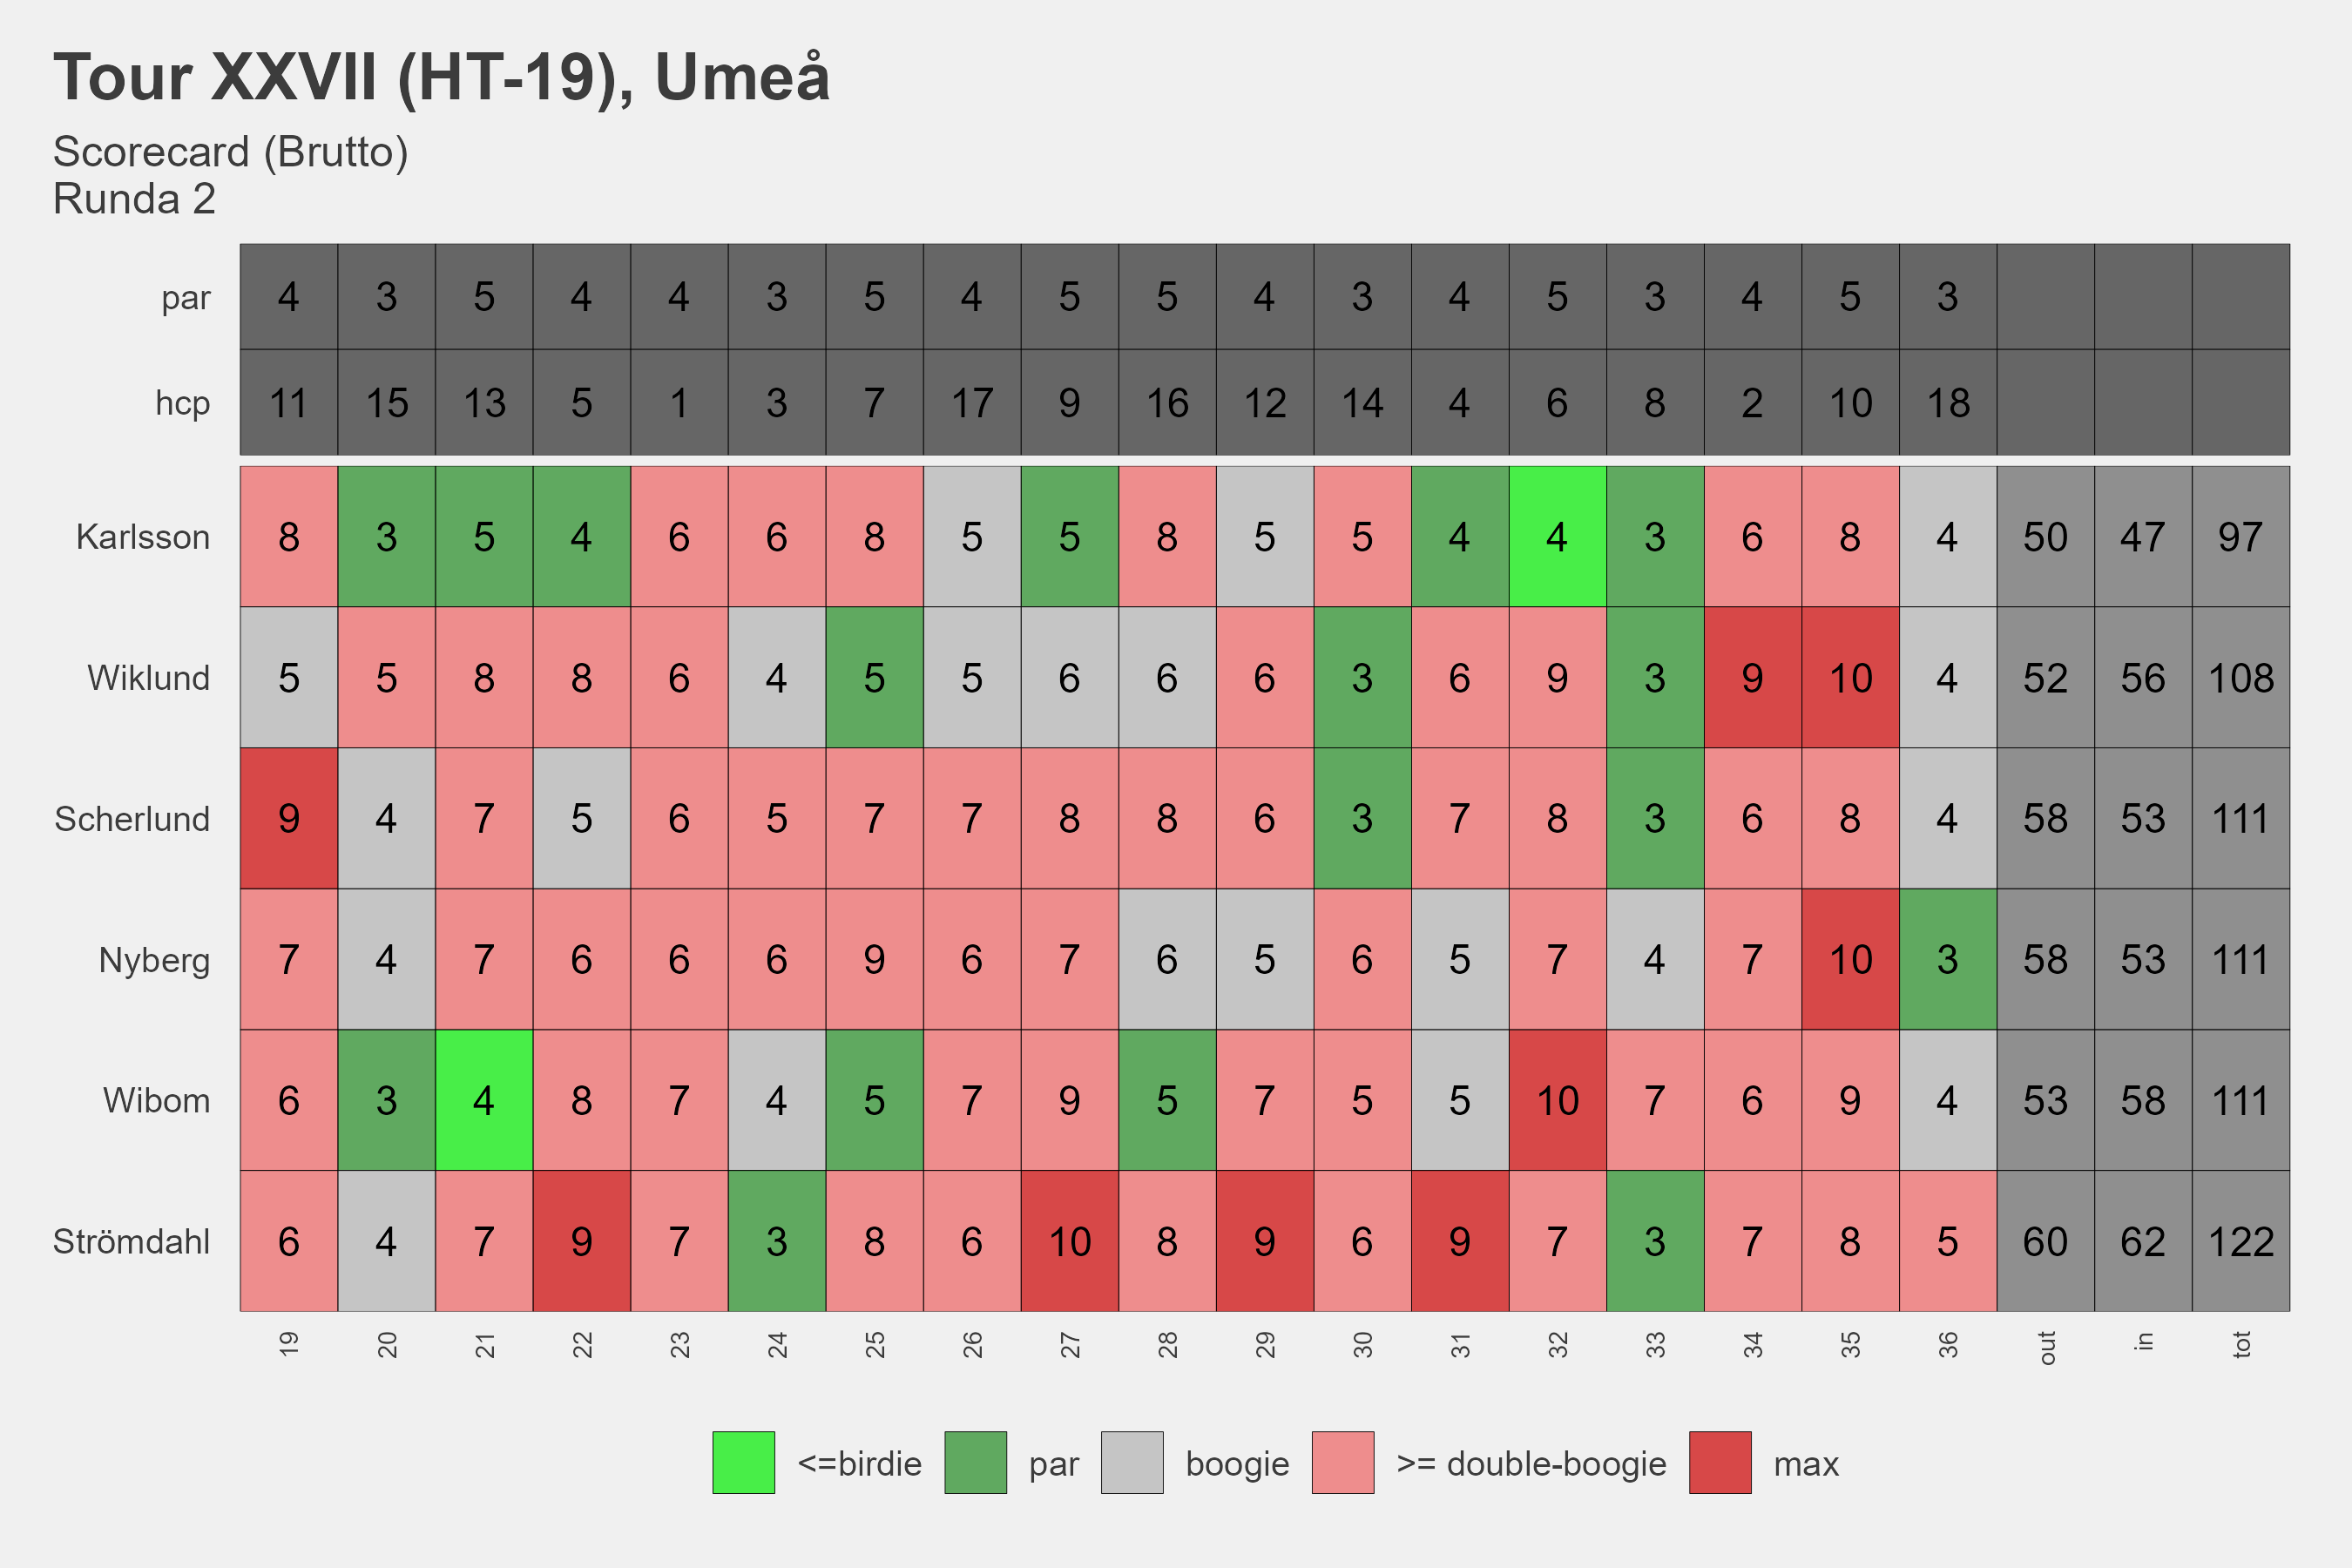 Tour XXVII (HT-19), Umeå
Scorecard (Brutto)
Runda 2
par 4 3 5 4 4 3 5 4 5 5 4 3 4 5 3 4 5 3
hcp 11 15 13 5 1 3 7 17 9 16 12 14 4 6 8 2 10 18
Karlsson 8 3 5 4 6 6 8 5 5 8 5 5 4 4 3 6 8 4 50 47 97
Wiklund 5 5 8 8 6 4 5 5 6 6 6 3 6 9 3 9 10 4 52 56 108
Scherlund 9 4 7 5 6 5 7 7 8 8 6 3 7 8 3 6 8 4 58 53 111
Nyberg 7 4 7 6 6 6 9 6 7 6 5 6 5 7 4 7 10 3 58 53 111
Wibom 6 3 4 8 7 4 5 7 9 5 7 5 5 10 7 6 9 4 53 58 111
Strömdahl 6 4 7 9 7 3 8 6 10 8 9 6 9 7 3 7 8 5 60 62 122
19 20 21 22 23 24 25 26 27 28 29 30 31 32 33 34 35 36 out in tot
<=birdie par boogie >= double-boogie max